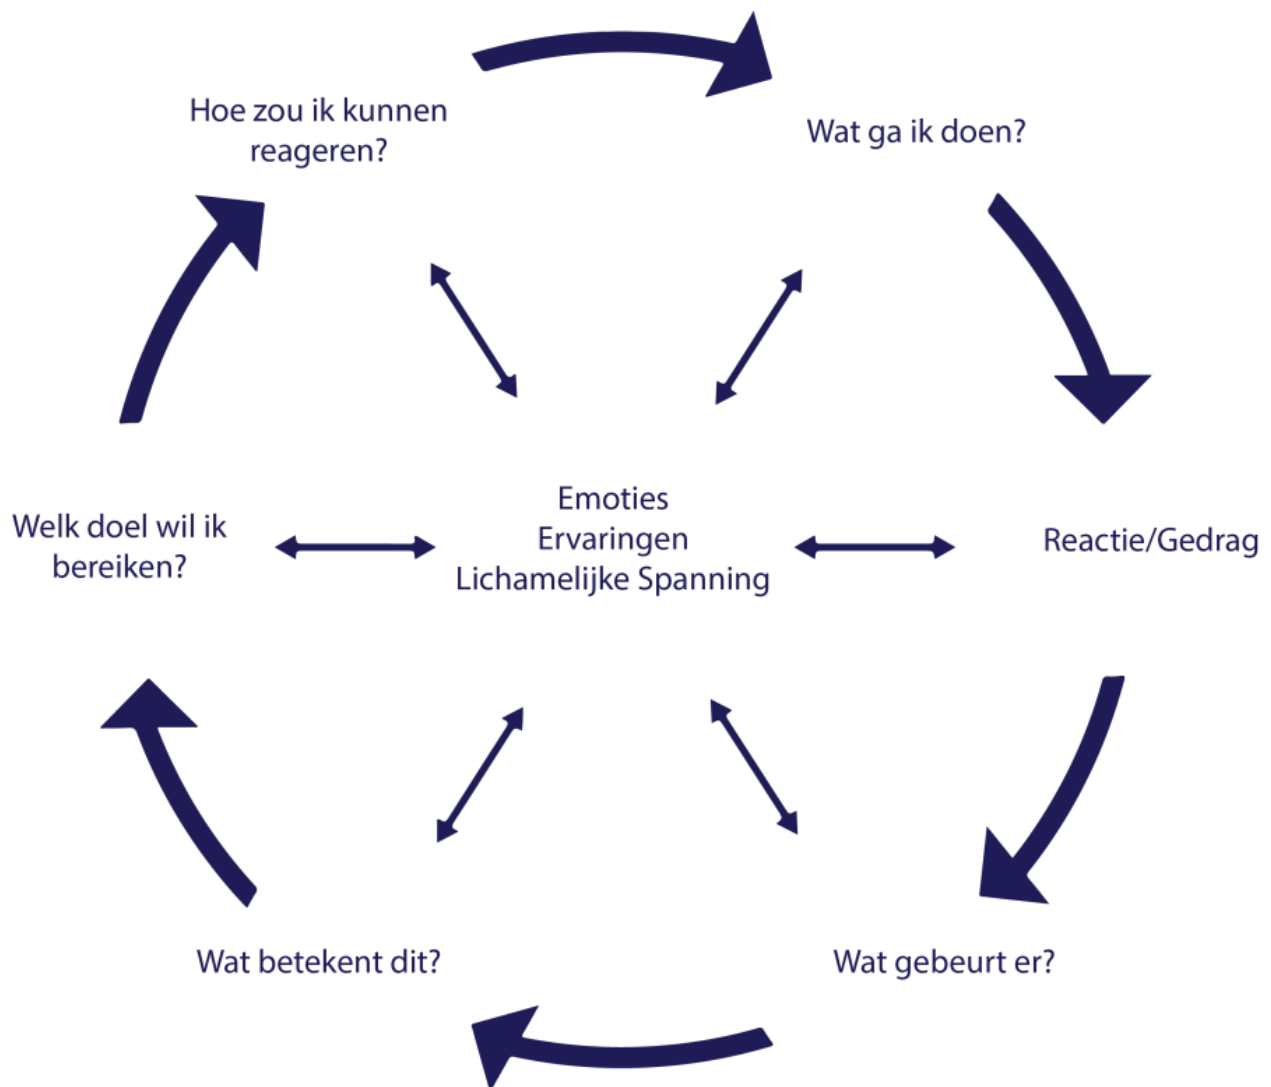 Hoe zou ik kunnen
reageren?
Wat ga ik doen?
Welk doel wil ik
bereiken?
Emoties
Ervaringen
Lichamelijke Spanning
Reactie/Gedrag
Wat betekent dit?
Wat gebeurt er?